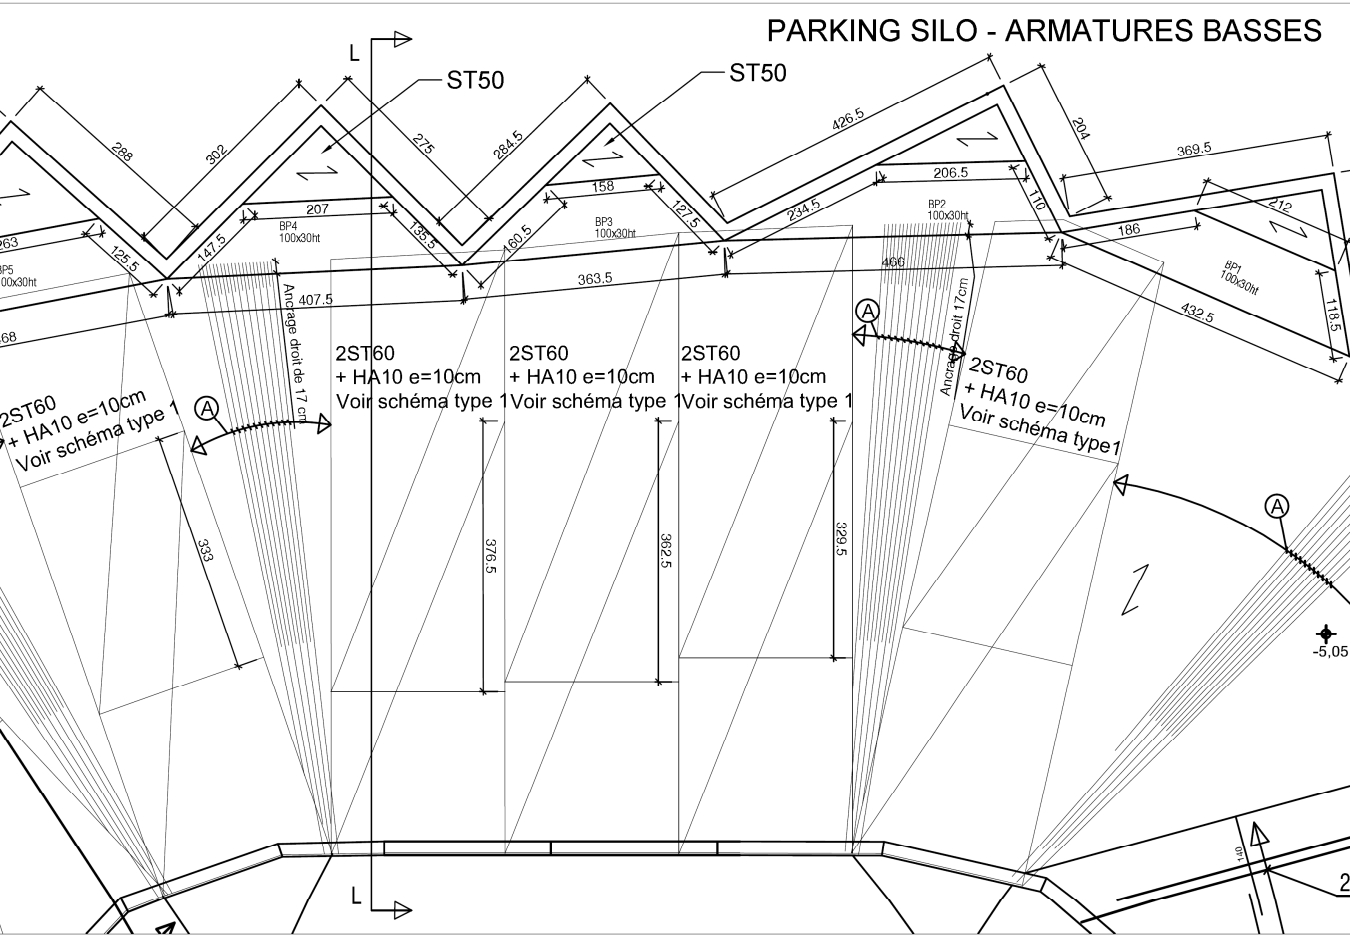 PARKING SILO - ARMATURES BASSES
L
ST50
ST50
288
302
275
284.5
426.5
204
369.5
212
263
125.5
147.5
207
135.5
160.5
158
127.5
234.5
206.5
110
186
BP4
100x30ht
BP3
100x30ht
BP2
100x30ht
BP1
100x30ht
BP5
100x30ht
407.5
363.5
466
432.5
118.5
Ancrage droit de 17 cm
Ancrage droit 17cm
A
A
A
2ST60
+ HA10 e=10cm
Voir schéma type 1
2ST60
+ HA10 e=10cm
Voir schéma type 1
2ST60
+ HA10 e=10cm
Voir schéma type 1
2ST60
+ HA10 e=10cm
Voir schéma type 1
2ST60
+ HA10 e=10cm
Voir schéma type1
333
376.5
362.5
329.5
-5,05
140
L